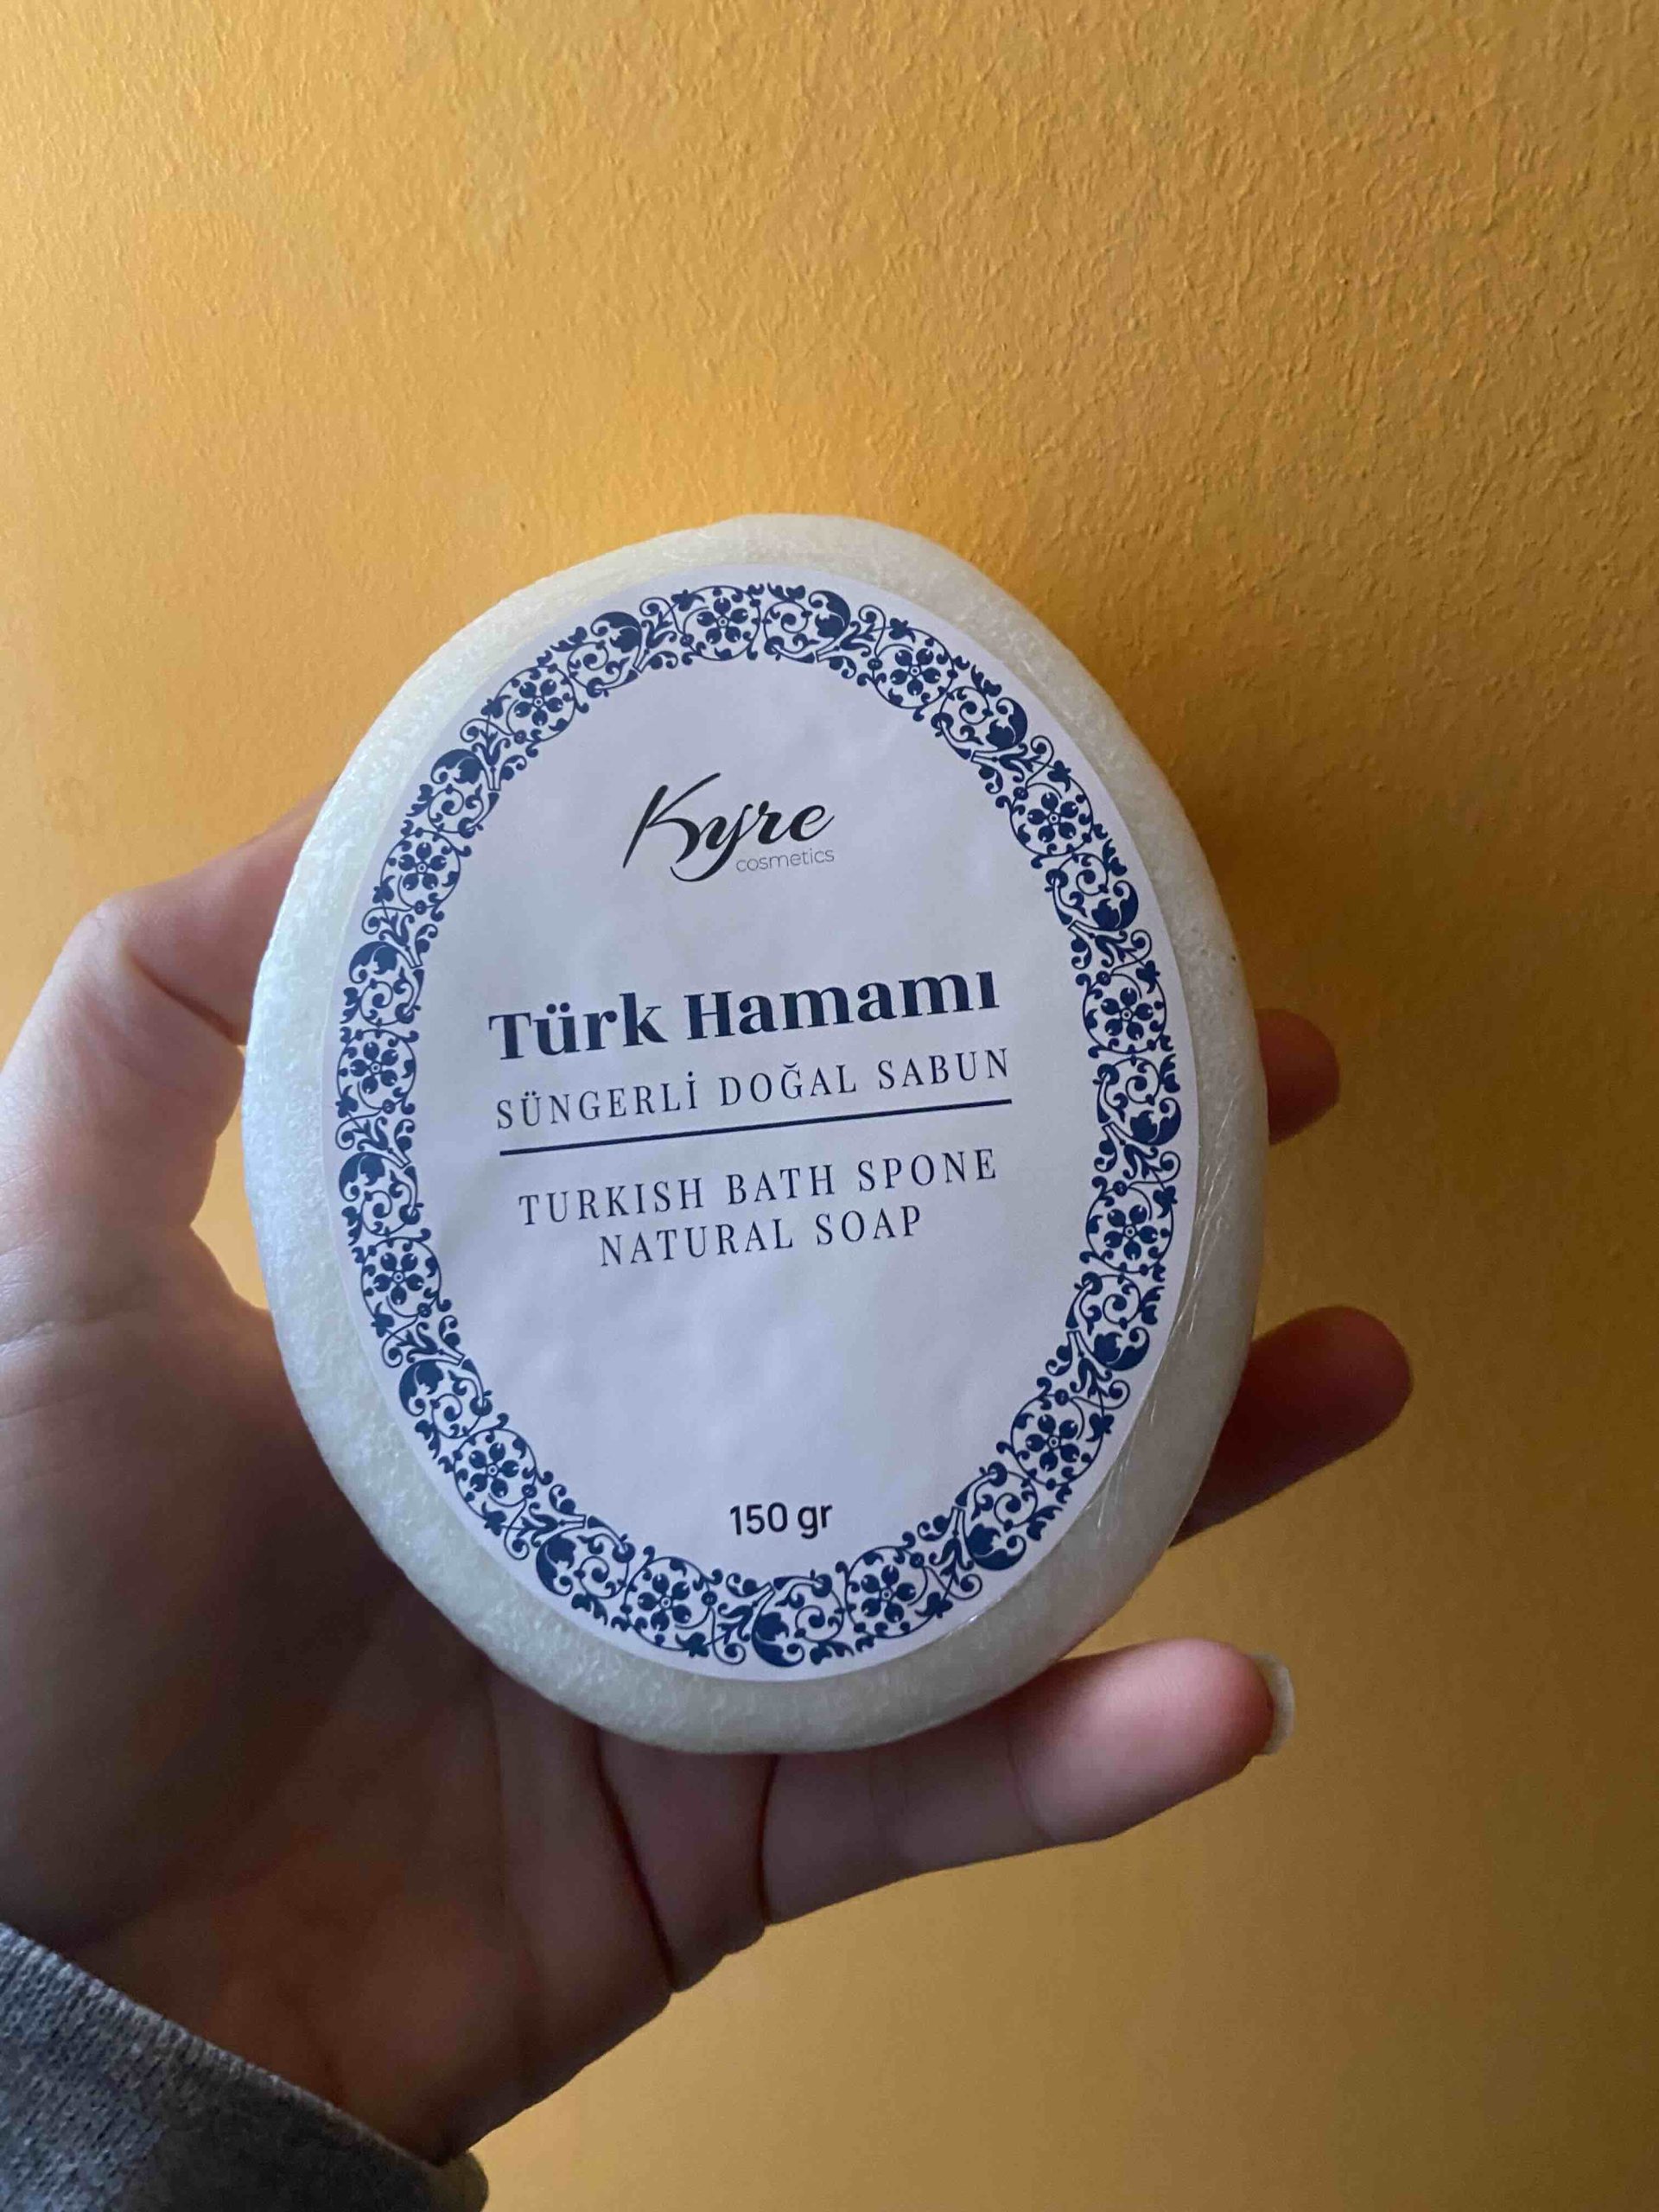 Kyre
cosmetics
Türk Hamamı
SÜNGERLİ DOĞAL SABUN
TURKISH BATH SPONE
NATURAL SOAP
150 gr